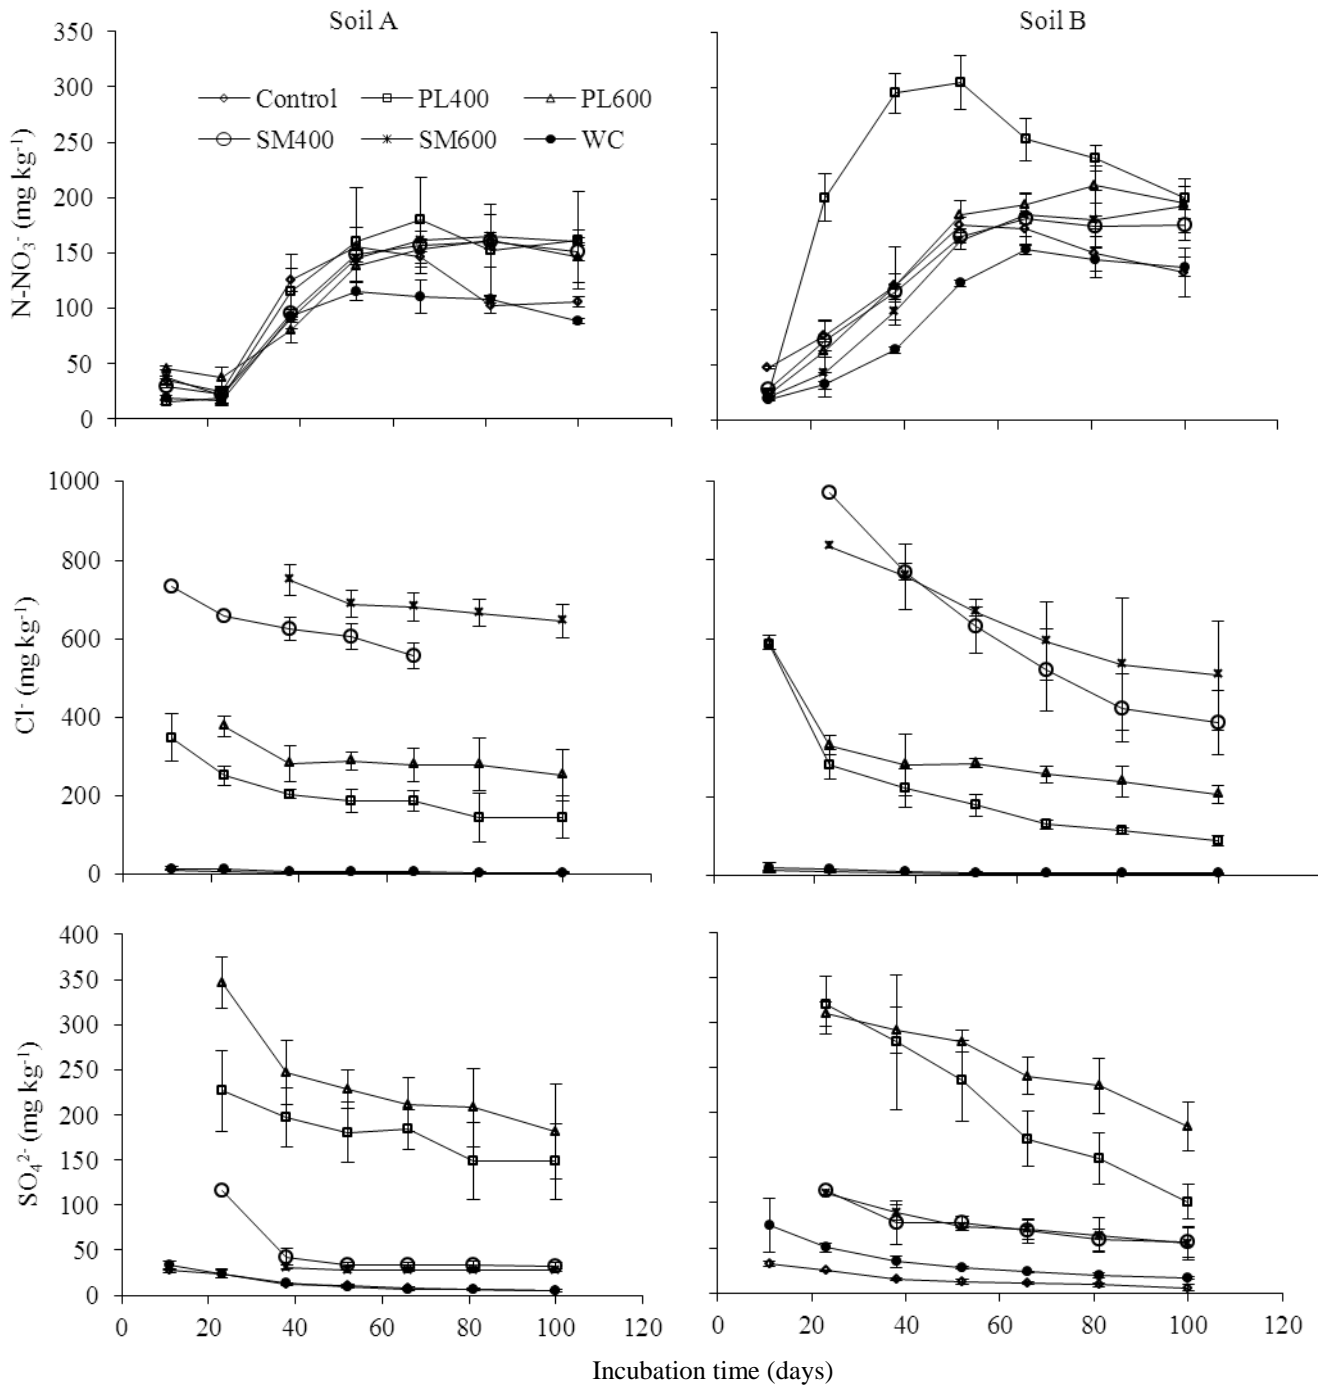 Soil A
Soil B
N-NO₃⁻ (mg kg⁻¹)
350
300
250
200
150
100
50
0
Control
PL400
PL600
SM400
SM600
WC
Cl⁻ (mg kg⁻¹)
1000
800
600
400
200
0
SO₄²⁻ (mg kg⁻¹)
400
350
300
250
200
150
100
50
0
0 20 40 60 80 100 120
0 20 40 60 80 100 120
Incubation time (days)